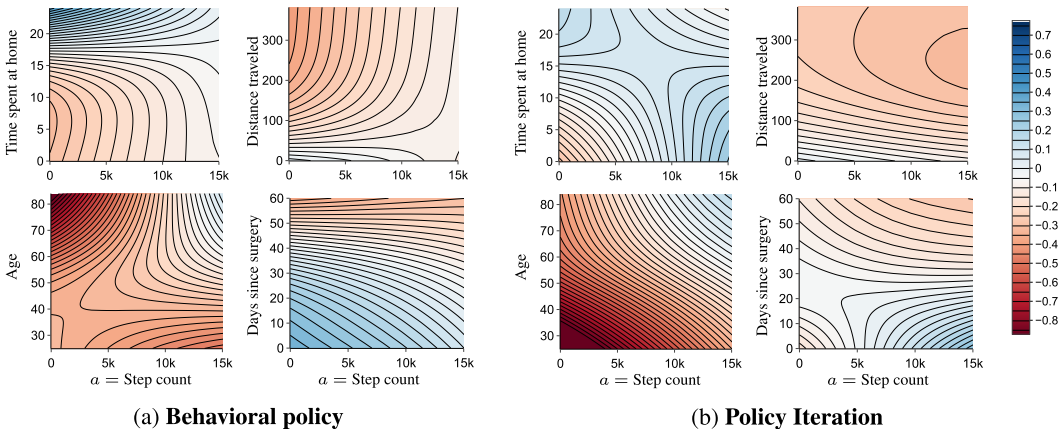 Time spent at home
20
15
10
5
0
0 5k 10k 15k
Distance traveled
300
200
100
0
0 5k 10k 15k
Time spent at home
20
15
10
5
0
0 5k 10k 15k
Distance traveled
300
200
100
0
0 5k 10k 15k
Age
80
70
60
50
40
30
0 5k 10k 15k
a = Step count
Days since surgery
60
50
40
30
20
10
0
0 5k 10k 15k
a = Step count
Age
80
70
60
50
40
30
0 5k 10k 15k
a = Step count
Days since surgery
60
50
40
30
20
10
0
0 5k 10k 15k
a = Step count
0.7
0.6
0.5
0.4
0.3
0.2
0.1
0
−0.1
−0.2
−0.3
−0.4
−0.5
−0.6
−0.7
−0.8
(a) Behavioral policy
(b) Policy Iteration